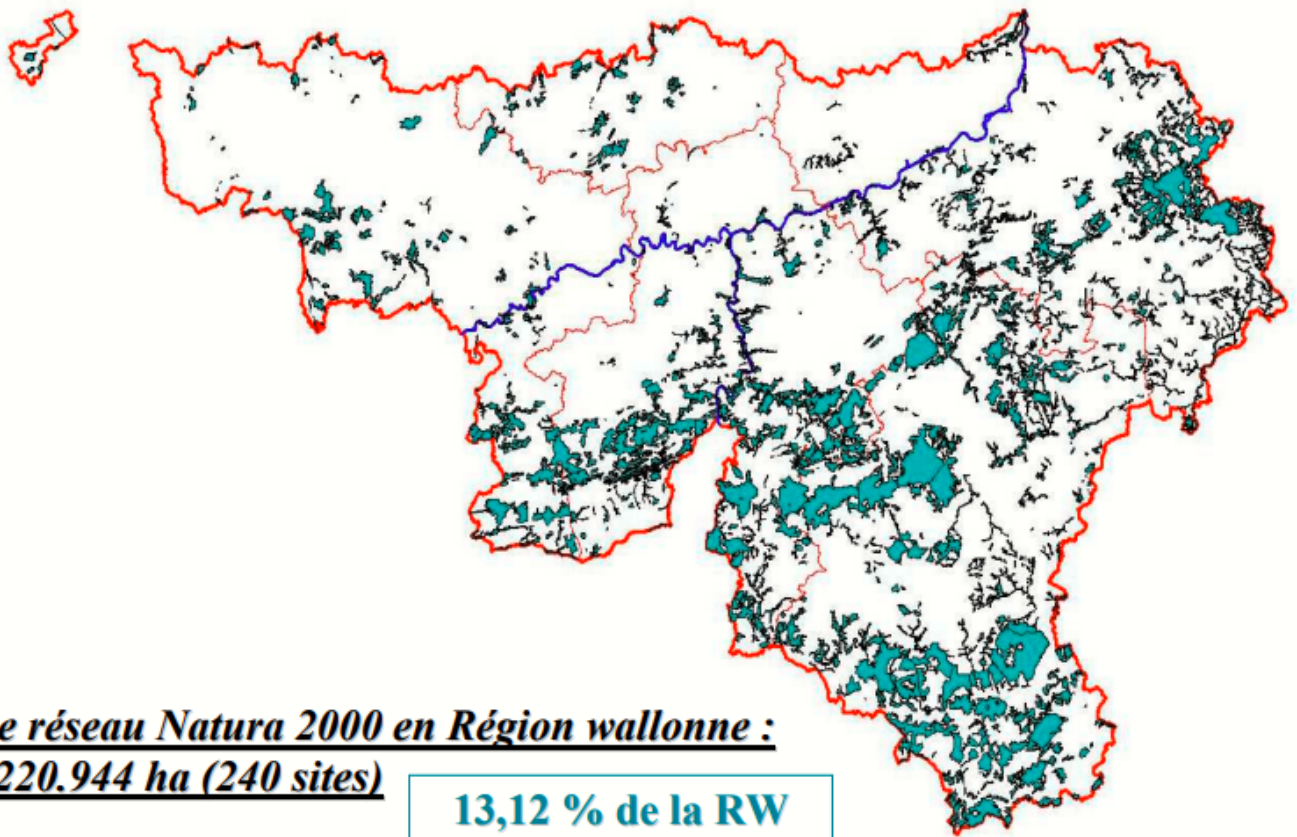 e réseau Natura 2000 en Région wallonne :
220.944 ha (240 sites)
13,12 % de la RW